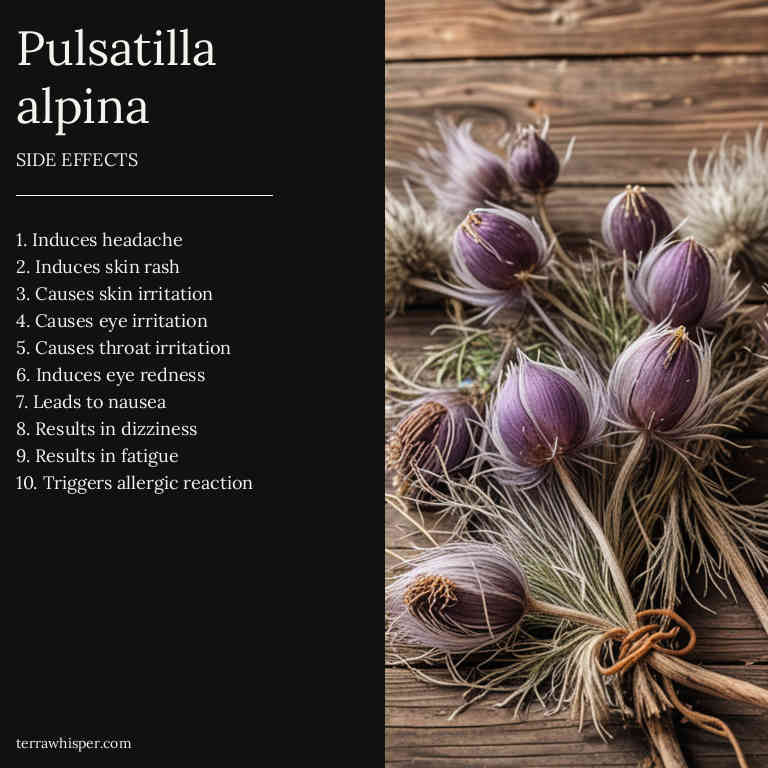 Pulsatilla
alpina
SIDE EFFECTS
1. Induces headache
2. Induces skin rash
3. Causes skin irritation
4. Causes eye irritation
5. Causes throat irritation
6. Induces eye redness
7. Leads to nausea
8. Results in dizziness
9. Results in fatigue
10. Triggers allergic reaction
terrawhisper.com